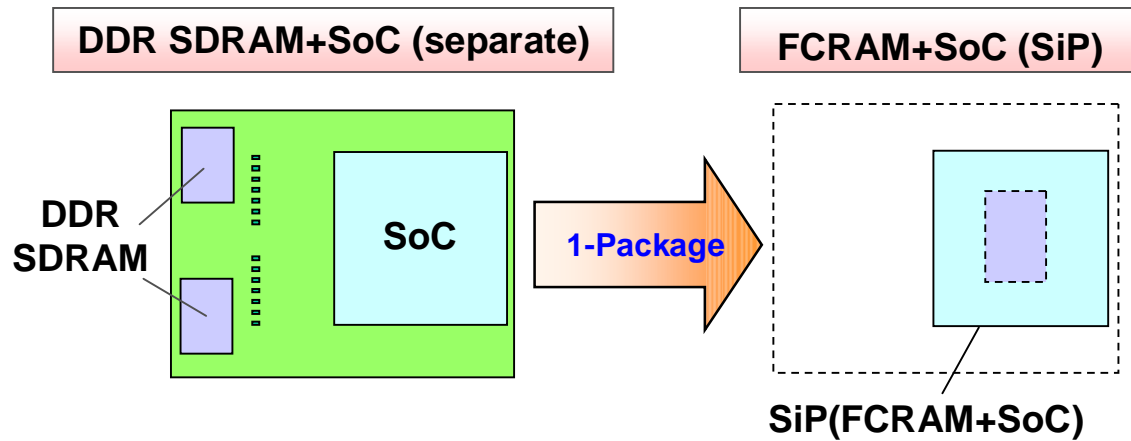 DDR SDRAM+SoC (separate)
FCRAM+SoC (SiP)
DDR
SDRAM
SoC
1-Package
SiP(FCRAM+SoC)